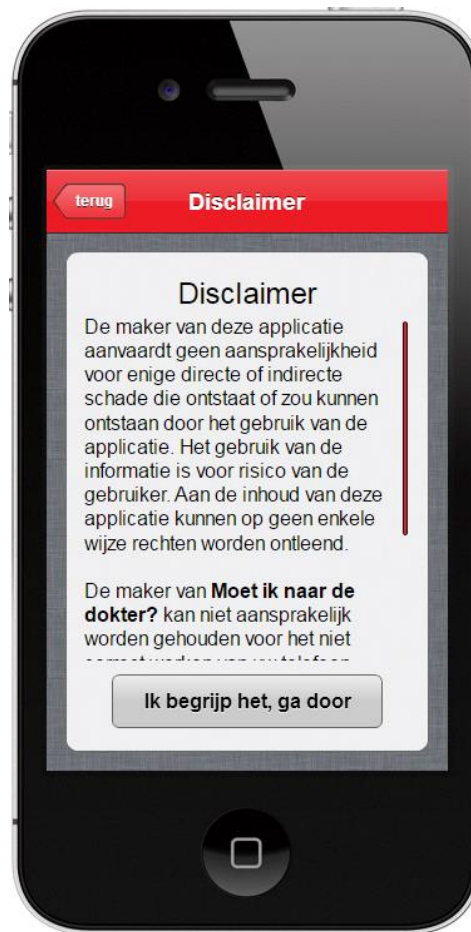 terug
Disclaimer
Disclaimer
De maker van deze applicatie
aanvaardt geen aansprakelijkheid
voor enige directe of indirecte
schade die ontstaat of zou kunnen
ontstaan door het gebruik van de
applicatie. Het gebruik van de
informatie is voor risico van de
gebruiker. Aan de inhoud van deze
applicatie kunnen op geen enkele
wijze rechten worden ontleend.
De maker van Moet ik naar de
dokter? kan niet aansprakelijk
worden gehouden voor het niet
Ik begrijp het, ga door